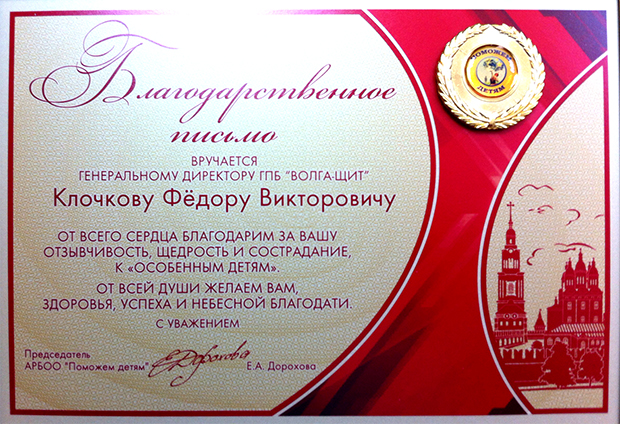 Благодарственное
письмо
ВРУЧАЕТСЯ
ГЕНЕРАЛЬНОМУ ДИРЕКТОРУ ГПБ "ВОЛГА-ЩИТ"
Клочкову Фёдору Викторовичу
ОТ ВСЕГО СЕРДЦА БЛАГОДАРИМ ЗА ВАШУ
ОТЗЫВЧИВОСТЬ, ЩЕДРОСТЬ И СОСТРАДАНИЕ,
К «ОСОБЕННЫМ ДЕТЯМ».
ОТ ВСЕЙ ДУШИ ЖЕЛАЕМ ВАМ,
ЗДОРОВЬЯ, УСПЕХА И НЕБЕСНОЙ БЛАГОДАТИ.
С УВАЖЕНИЕМ
Председатель
АРБОО "Поможем детям"
ЕДорохова
Е.А. Дорохова
"ПОМОЖЕМ
ДЕТЯМ"